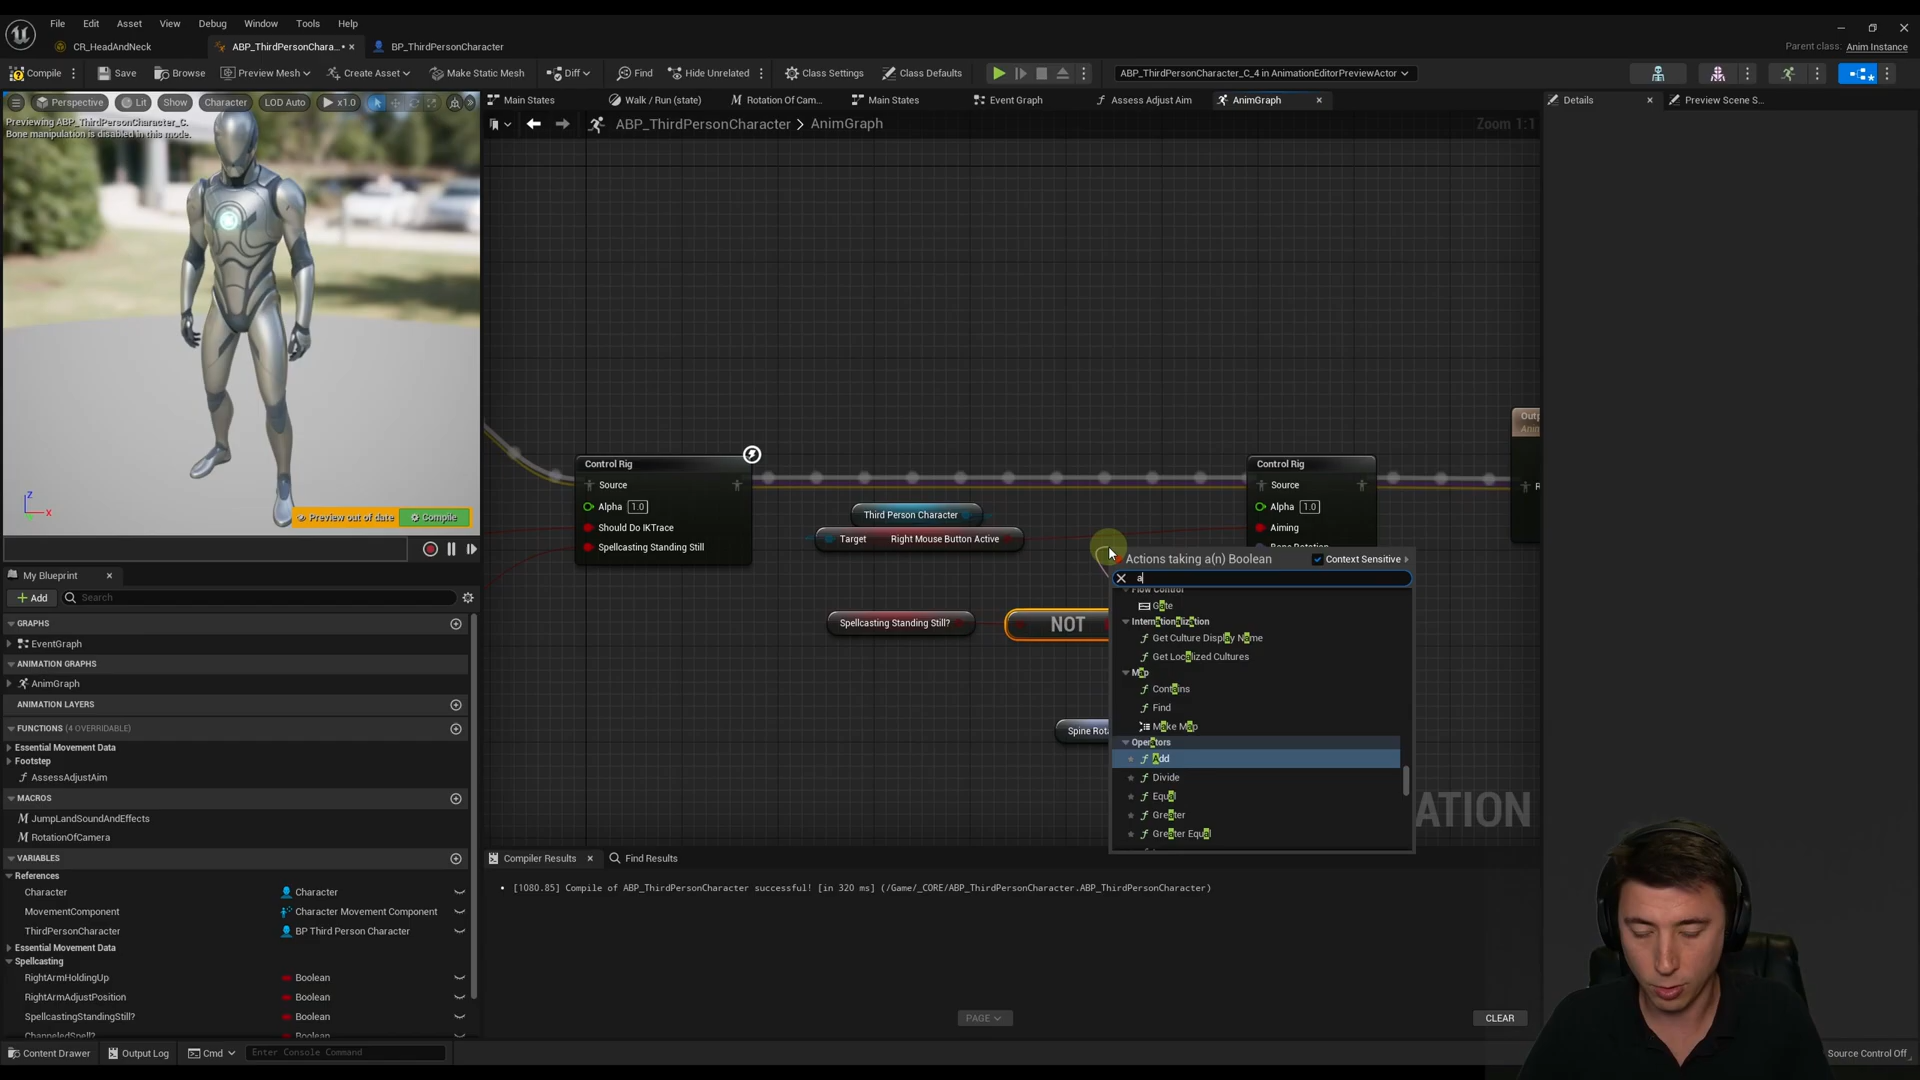 File Edit Asset View Debug Window Tools Help
CR_HeadAndNeck
ABP_ThirdPersonChara...•
BP_ThirdPersonCharacter
Parent class: Anim Instance
Compile
Save
Browse
Preview Mesh
Create Asset
Make Static Mesh
Diff
Find
Hide Unrelated
Class Settings
Class Defaults
ABP_ThirdPersonCharacter_C_4 in AnimationEditorPreviewActor
Perspective
Lit
Show
Character
LOD Auto
x1.0
Previewing ABP_ThirdPersonCharacter_C.
Bone manipulation is disabled in this mode.
Z
X
Preview out of date
Compile
Main States
Walk / Run (state)
Rotation Of Cam...
Main States
Event Graph
Assess Adjust Aim
AnimGraph
Details
Preview Scene S...
ABP_ThirdPersonCharacter > AnimGraph
Zoom 1:1
Control Rig
Source
Alpha 1.0
Should Do IKTrace
Spellcasting Standing Still
Third Person Character
Target Right Mouse Button Active
Spellcasting Standing Still?
NOT
Spine Rota
Control Rig
Source
Alpha 1.0
Aiming
Bone Rotation
Outp
Anim
R
Actions taking a(n) Boolean
Context Sensitive
a
Flow Control
Gate
Internationalization
Get Culture Display Name
Get Localized Cultures
Map
Contains
Find
Make Map
Operators
Add
Divide
Equal
Greater
Greater Equal
ATION
My Blueprint
Add
Search
GRAPHS
EventGraph
ANIMATION GRAPHS
AnimGraph
ANIMATION LAYERS
FUNCTIONS (4 OVERRIDABLE)
Essential Movement Data
Footstep
AssessAdjustAim
MACROS
JumpLandSoundAndEffects
RotationOfCamera
VARIABLES
References
Character Character
MovementComponent Character Movement Component
ThirdPersonCharacter BP Third Person Character
Essential Movement Data
Spellcasting
RightArmHoldingUp Boolean
RightArmAdjustPosition Boolean
SpellcastingStandingStill? Boolean
ChanneledSpell? Boolean
Compiler Results
Find Results
[1080.85] Compile of ABP_ThirdPersonCharacter successful! [in 320 ms] (/Game/_CORE/ABP_ThirdPersonCharacter.ABP_ThirdPersonCharacter)
PAGE
CLEAR
Content Drawer
Output Log
Cmd
Enter Console Command
Source Control Off